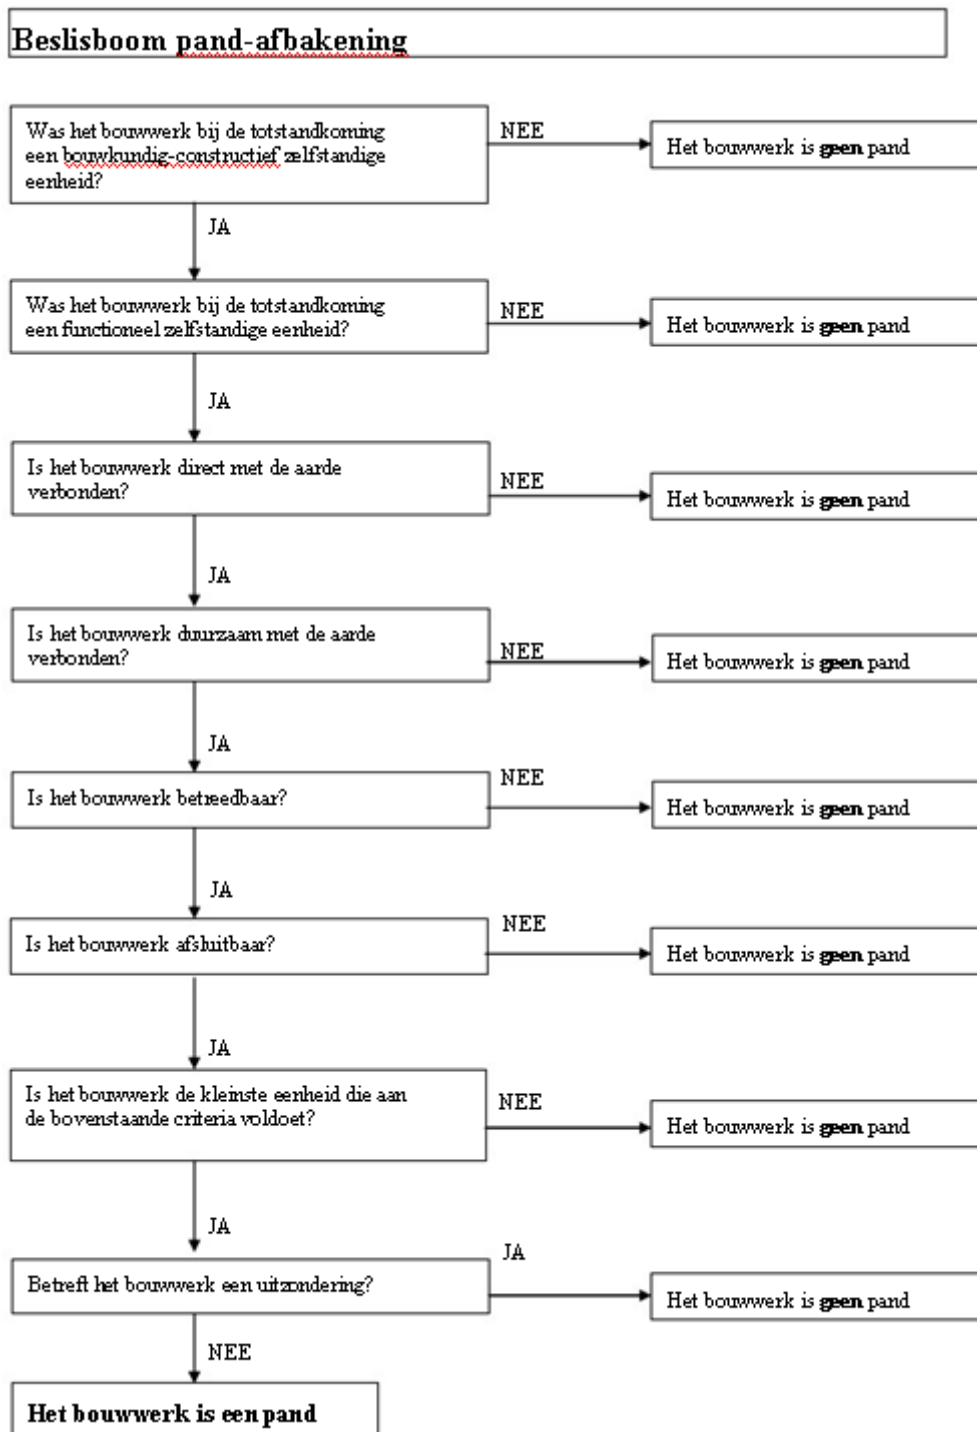 Beslisboom pand-afbakening
Was het bouwwerk bij de totstandkoming
een bouwkundig-constructief zelfstandige
eenheid?
NEE
Het bouwwerk is geen pand
JA
Was het bouwwerk bij de totstandkoming
een functioneel zelfstandige eenheid?
NEE
Het bouwwerk is geen pand
JA
Is het bouwwerk direct met de aarde
verbonden?
NEE
Het bouwwerk is geen pand
JA
Is het bouwwerk duurzaam met de aarde
verbonden?
NEE
Het bouwwerk is geen pand
JA
Is het bouwwerk betreedbaar?
NEE
Het bouwwerk is geen pand
JA
Is het bouwwerk afsluitbaar?
NEE
Het bouwwerk is geen pand
JA
Is het bouwwerk de kleinste eenheid die aan
de bovenstaande criteria voldoet?
NEE
Het bouwwerk is geen pand
JA
Betreft het bouwwerk een uitzondering?
JA
Het bouwwerk is geen pand
NEE
Het bouwwerk is een pand